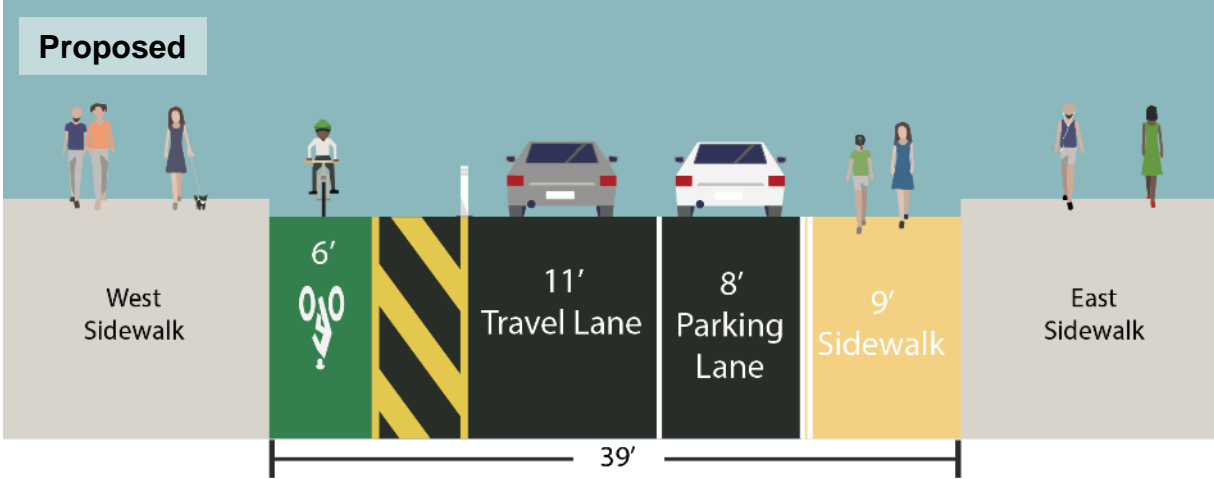 Proposed
West
Sidewalk
6’
11’
Travel Lane
8’
Parking
Lane
9’
Sidewalk
East
Sidewalk
39’